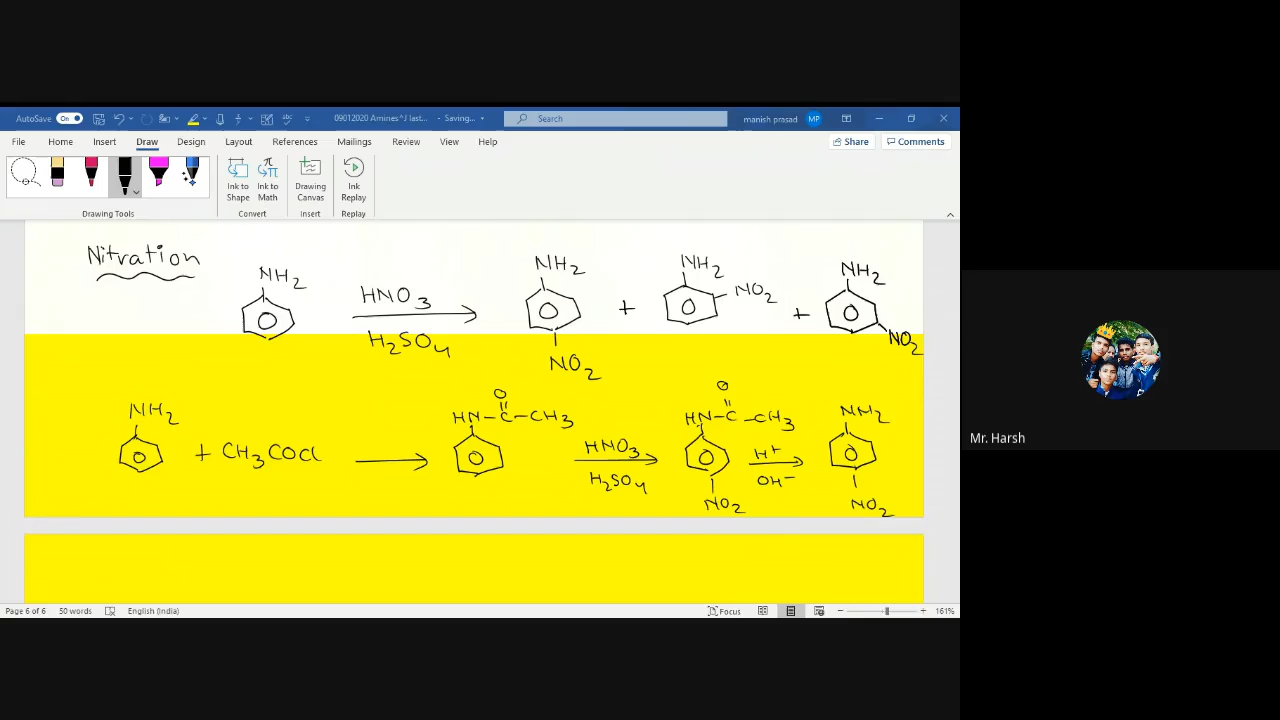 AutoSave On 09012020 Amines^J last... - Saving... Search manish prasad MP
File Home Insert Draw Design Layout References Mailings Review View Help Share Comments
Ink to Shape Ink to Math Drawing Canvas Ink Replay
Drawing Tools Convert Insert Replay
Nitration
NH2 HNO3 H2SO4 NH2 NO2 + NH2 NO2 + NH2 NO2
NH2 + CH3COCl HN-C-CH3 O HNO3 H2SO4 HN-C-CH3 O NO2 H+ OH- NH2 NO2
Mr. Harsh
Page 6 of 6 50 words English (India) Focus 161%